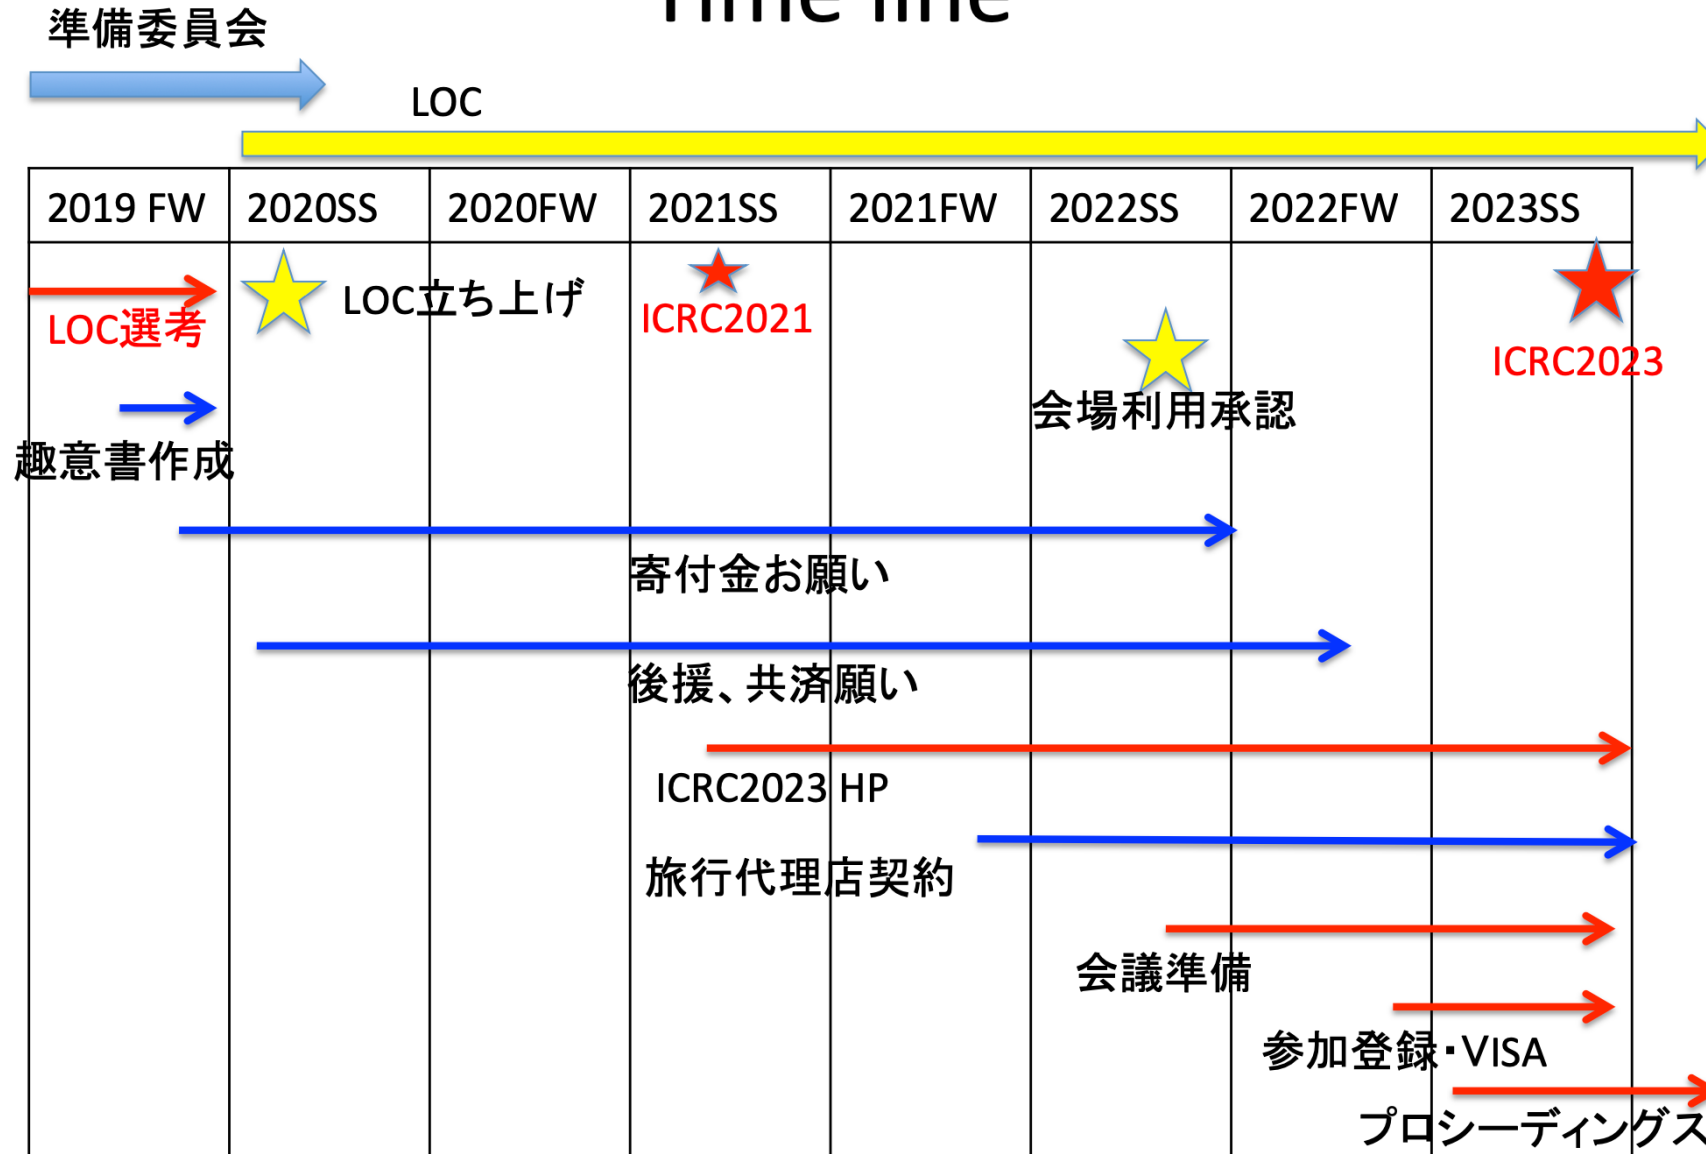 Time line
準備委員会
LOC
2019 FW 2020SS 2020FW 2021SS 2021FW 2022SS 2022FW 2023SS
LOC立ち上げ
ICRC2021
LOC選考
ICRC2023
会場利用承認
趣意書作成
寄付金お願い
後援、共済願い
ICRC2023 HP
旅行代理店契約
会議準備
参加登録・VISA
プロシーディングス